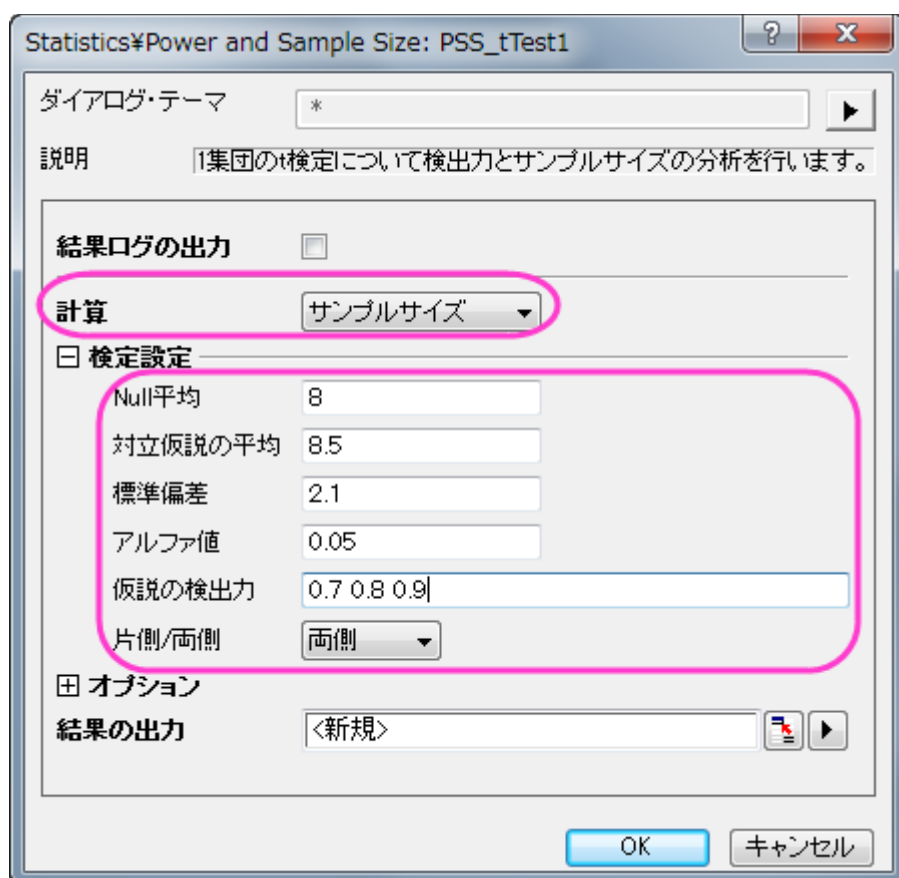 Statistics¥Power and Sample Size: PSS_tTest1
ダイアログ・テーマ *
説明 1集団のt検定について検出力とサンプルサイズの分析を行います。
結果ログの出力
計算 サンプルサイズ
検定設定
Null平均 8
対立仮説の平均 8.5
標準偏差 2.1
アルファ値 0.05
仮説の検出力 0.7 0.8 0.9
片側/両側 両側
オプション
結果の出力 <新規>
OK キャンセル